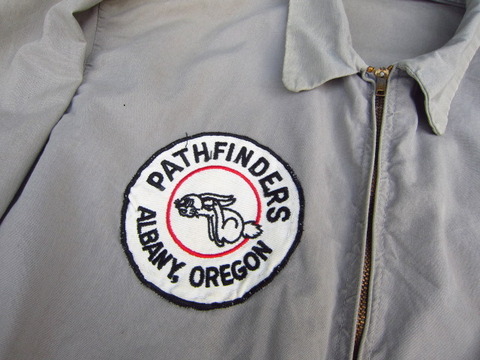 PATHFINDERS
ALBANY, OREGON